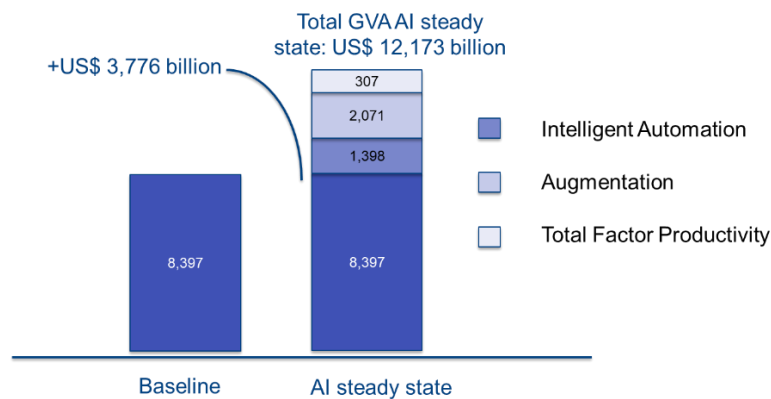 Total GVA AI steady
state: US$ 12,173 billion
+US$ 3,776 billion
307
2,071
1,398
8,397
8,397
Intelligent Automation
Augmentation
Total Factor Productivity
Baseline
AI steady state